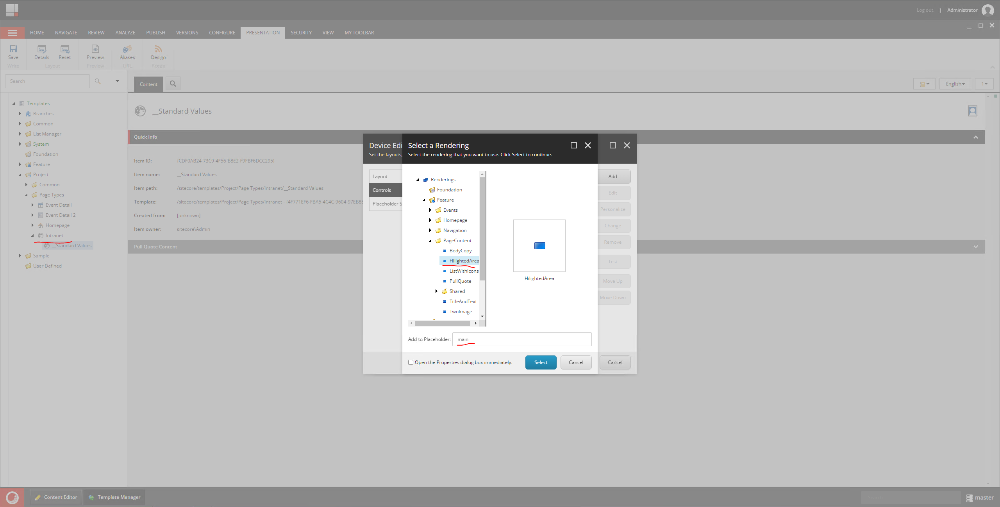 Log out | Administrator
HOME NAVIGATE REVIEW ANALYZE PUBLISH VERSIONS CONFIGURE PRESENTATION SECURITY VIEW MY TOOLBAR
Save Details Reset Preview Aliases Design
Write Layout Preview URL Feeds
Search
Content
English 1
Templates
Branches
Common
List Manager
System
Foundation
Feature
Project
Common
Page Types
Event Detail
Event Detail 2
Homepage
Intranet
__Standard Values
Sample
User Defined
__Standard Values
Quick Info
Item ID: {CDF0AB24-73C9-4F56-B8E2-F9FBF6DCC295}
Item name: __Standard Values
Item path: /sitecore/templates/Project/Page Types/Intranet/__Standard Values
Template: /sitecore/templates/Project/Page Types/Intranet - {4F771EF6-FBA5-4C4C-9604-97EB88
Created from: [unknown]
Item owner: sitecore\Admin
Pull Quote Content
Device Edi
Set the layouts,
Layout
Controls
Placeholder S
Select a Rendering
Select the rendering that you want to use. Click Select to continue.
Renderings
Foundation
Feature
Events
Homepage
Navigation
PageContent
BodyCopy
HilightedArea
ListWithIcons
PullQuote
Shared
TitleAndText
TwoImage
HilightedArea
Add to Placeholder: main
Open the Properties dialog box immediately.
Select Cancel
Add
Edit
Personalize
Change
Remove
Test
Move Up
Move Down
Cancel
Content Editor Template Manager
master